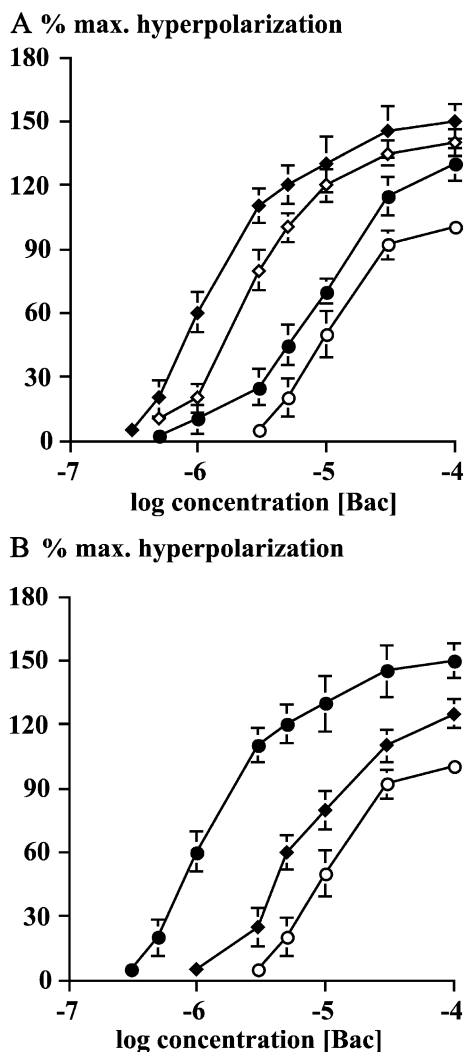 A % max. hyperpolarization
180
150
120
90
60
30
0
-7 -6 -5 -4
log concentration [Bac]
B % max. hyperpolarization
180
150
120
90
60
30
0
-7 -6 -5 -4
log concentration [Bac]